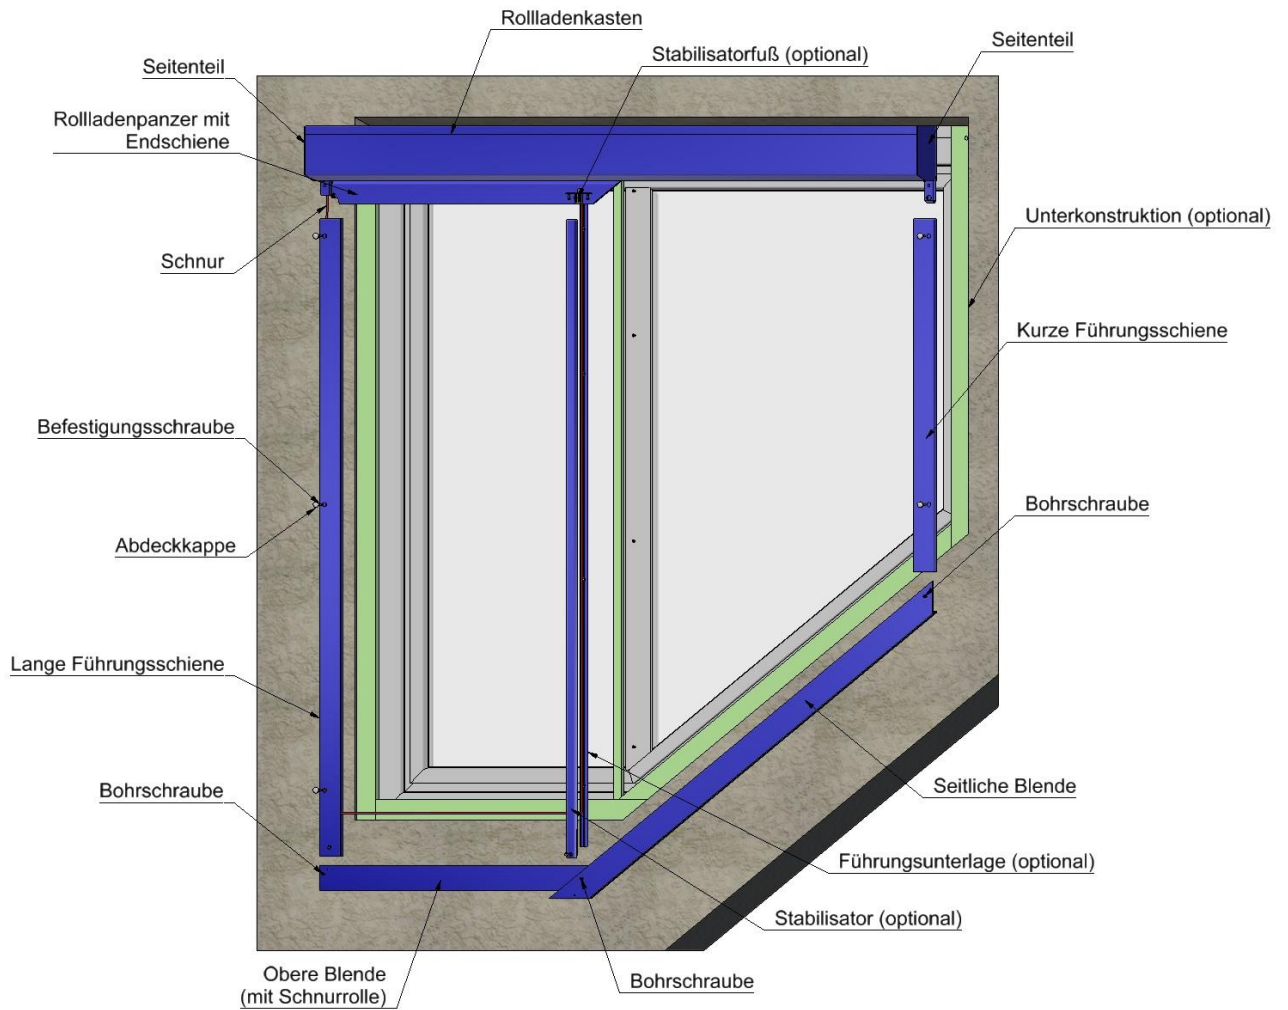 Rollladenkasten
Stabilisatorfuß (optional)
Seitenteil
Seitenteil
Rollladenpanzer mit
Endschiene
Schnur
Unterkonstruktion (optional)
Kurze Führungsschiene
Befestigungsschraube
Bohrschraube
Abdeckkappe
Lange Führungsschiene
Bohrschraube
Seitliche Blende
Führungsunterlage (optional)
Stabilisator (optional)
Obere Blende
(mit Schnurrolle)
Bohrschraube